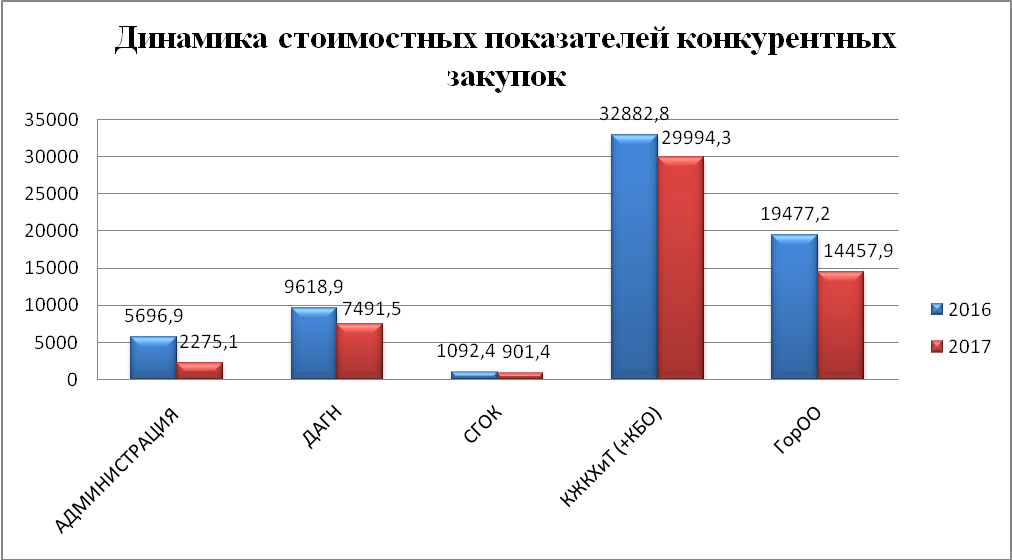 Динамика стоимостных показателей конкурентных
закупок
35000
30000
25000
20000
15000
10000
5000
0
5696,9
2275,1
9618,9
7491,5
1092,4
901,4
32882,8
29994,3
19477,2
14457,9
АДМИНИСТРАЦИЯ
ДАГН
СГОК
КЖКХиТ (+КБО)
ГорОО
2016
2017